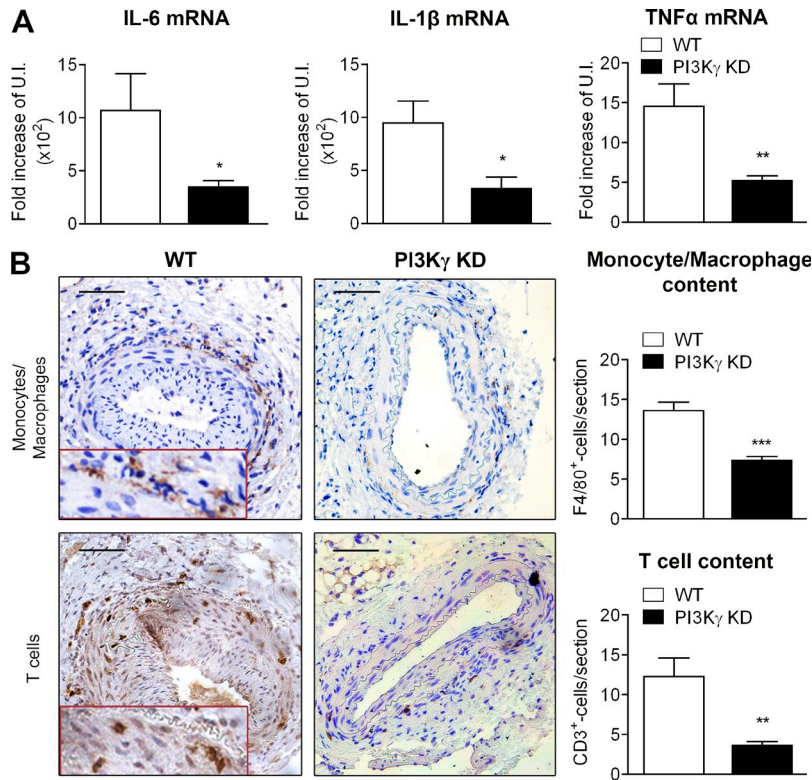 A
IL-6 mRNA
Fold increase of U.I.
(x10²)
15
10
5
0
*
IL-1β mRNA
Fold increase of U.I.
(x10²)
15
10
5
0
*
TNFα mRNA
WT
PI3Kγ KD
Fold increase of U.I.
20
15
10
5
0
**
B
WT
PI3Kγ KD
Monocytes/
Macrophages
T cells
Monocyte/Macrophage
content
WT
PI3Kγ KD
F4/80⁺-cells/section
20
15
10
5
0
***
T cell content
WT
PI3Kγ KD
CD3⁺-cells/section
20
15
10
5
0
**